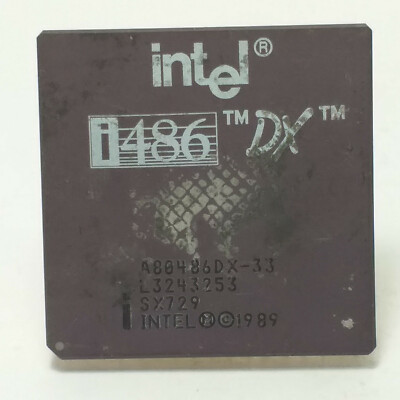 intel®
i486™ DX™
A80486DX-33
L3243253
SX729
i INTEL Ⓜ©1989